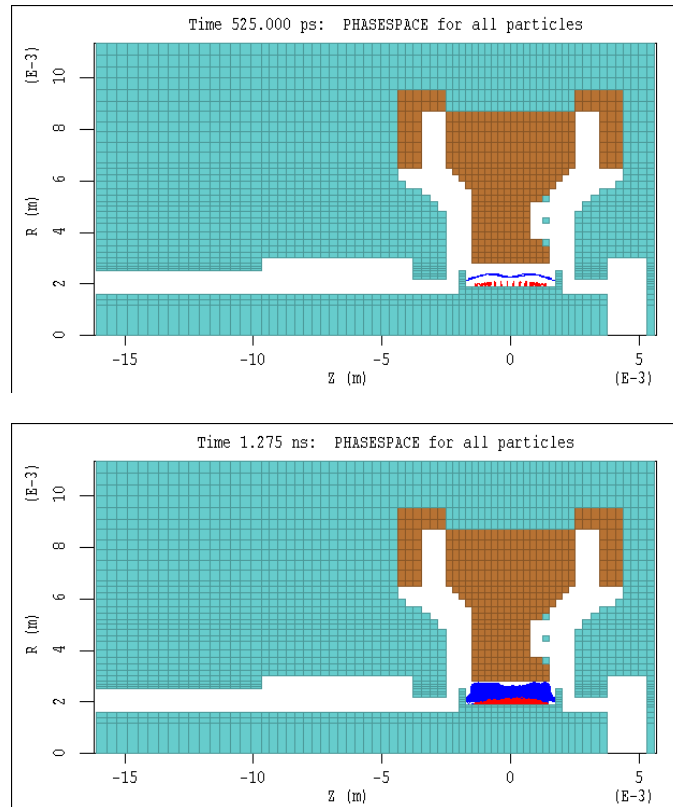 Time 525.000 ps:  PHASESPACE for all particles
(E-3)
10
8
6
4
2
0
R (m)
-15
-10
-5
0
5
Z (m)
(E-3)
Time 1.275 ns:  PHASESPACE for all particles
(E-3)
10
8
6
4
2
0
R (m)
-15
-10
-5
0
5
Z (m)
(E-3)